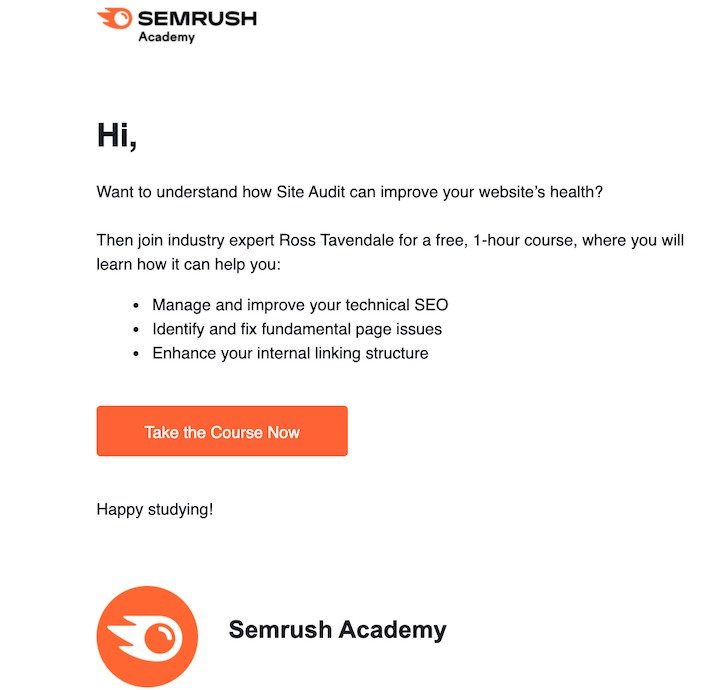 SEMRUSH
Academy
Hi,
Want to understand how Site Audit can improve your website’s health?
Then join industry expert Ross Tavendale for a free, 1-hour course, where you will
learn how it can help you:
• Manage and improve your technical SEO
• Identify and fix fundamental page issues
• Enhance your internal linking structure
Take the Course Now
Happy studying!
Semrush Academy